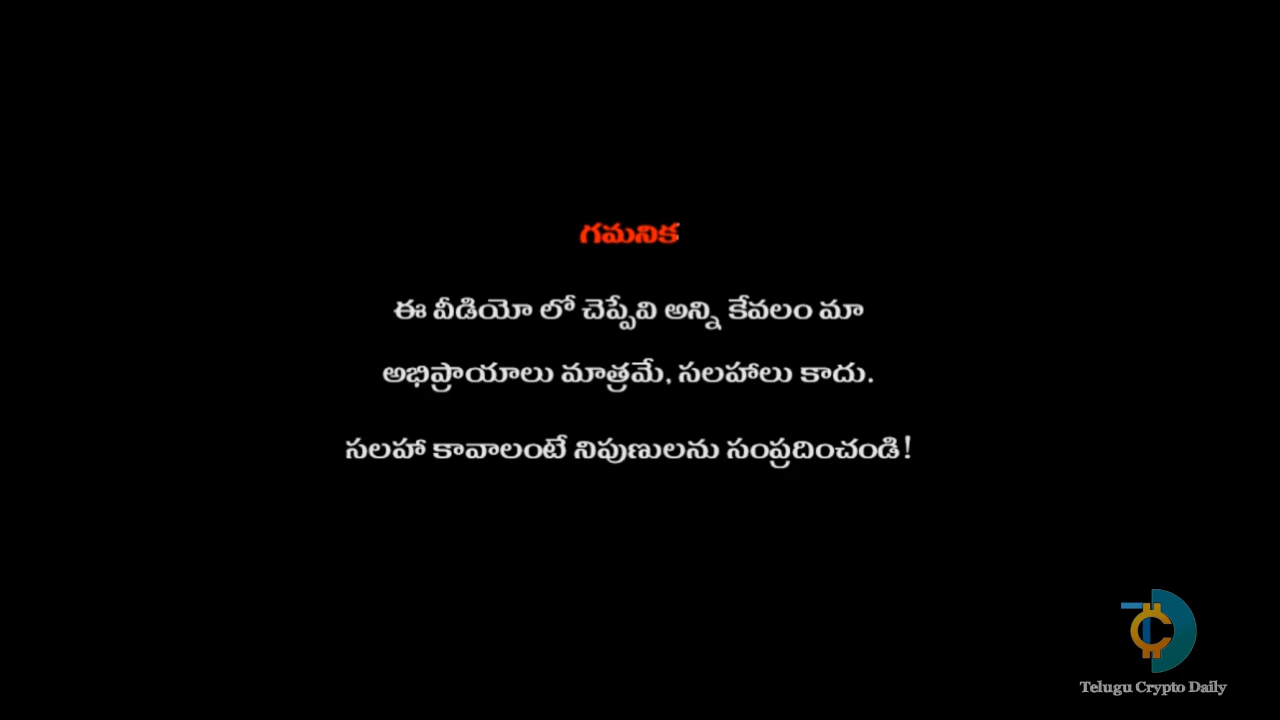 గమనిక
ఈ వీడియో లో చెప్పేవి అన్ని కేవలం మా
అభిప్రాయాలు మాత్రమే, సలహాలు కాదు.
సలహా కావాలంటే నిపుణులను సంప్రదించండి!
Telugu Crypto Daily